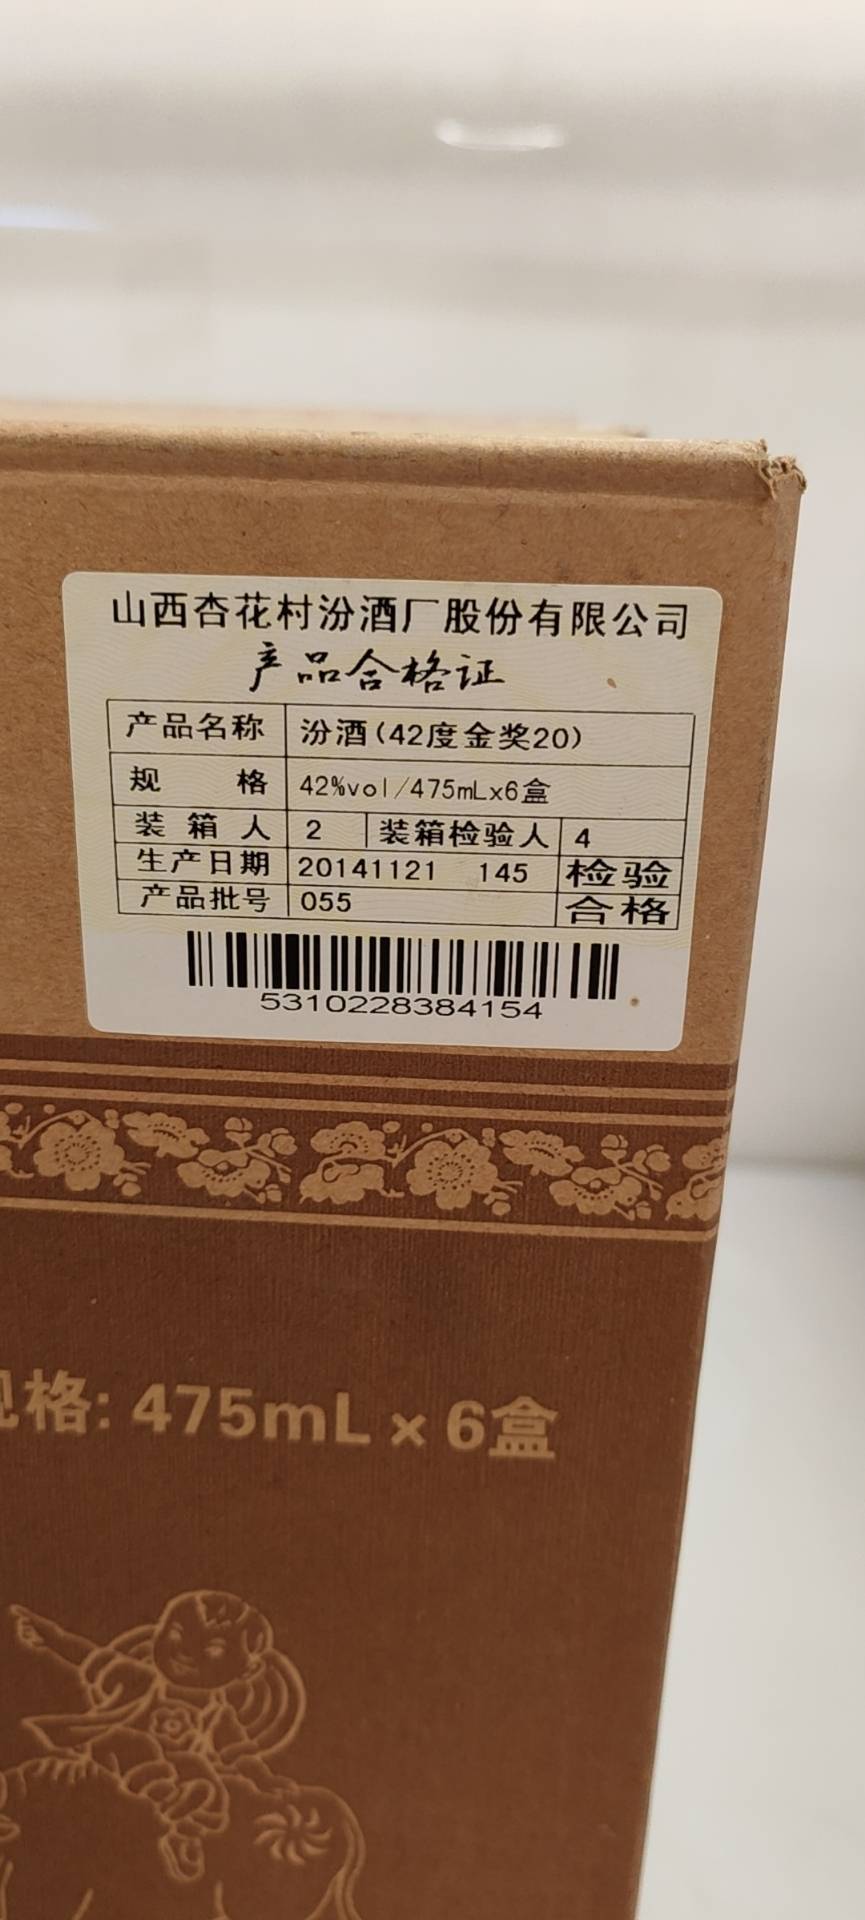 山西杏花村汾酒厂股份有限公司
产品合格证
产品名称 汾酒(42度金奖20)
规 格 42%vol/475mLx6盒
装箱人 2 装箱检验人 4
生产日期 20141121 145 检验
产品批号 055 合格
5310228384154
格: 475mL×6盒